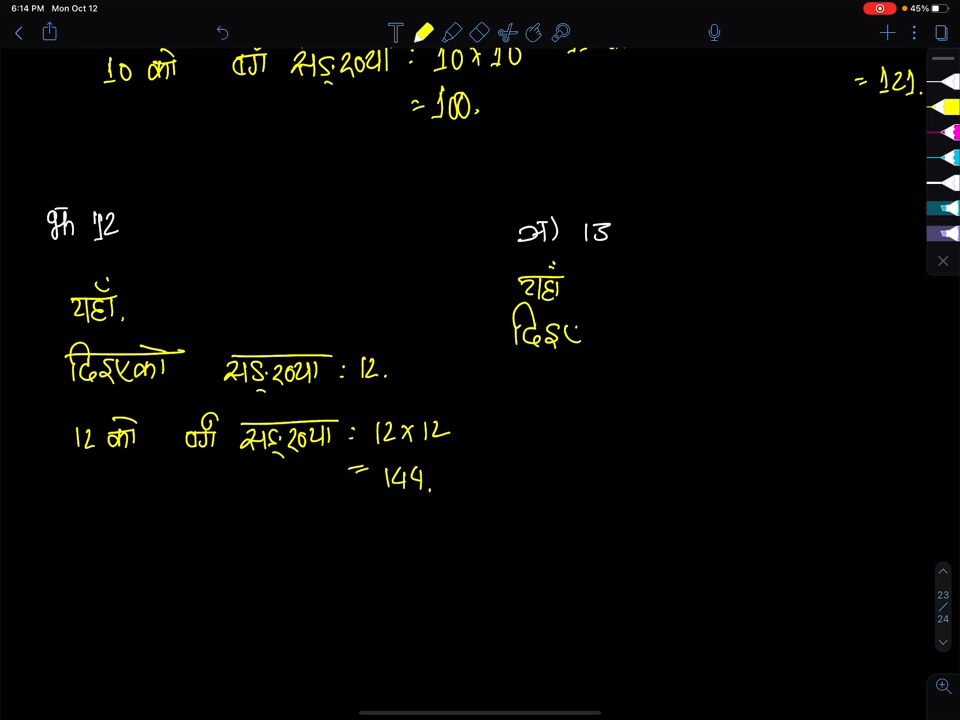 6:14 PM Mon Oct 12
45%
10 को वर्ग सङ्ख्या : 10 × 10
= 100.
= 121.
झ) 12
यहाँ,
दिइएको सङ्ख्या : 12.
12 को वर्ग सङ्ख्या : 12 × 12
= 144.
ञ) 13
यहाँ
दिइए
23
/
24